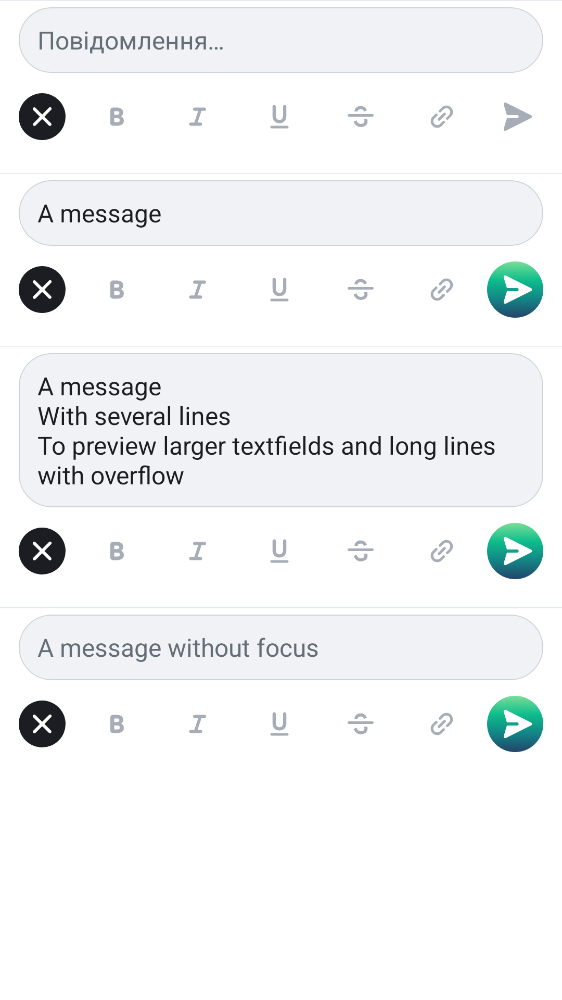 Повідомлення…
A message
A message
With several lines
To preview larger textfields and long lines
with overflow
A message without focus